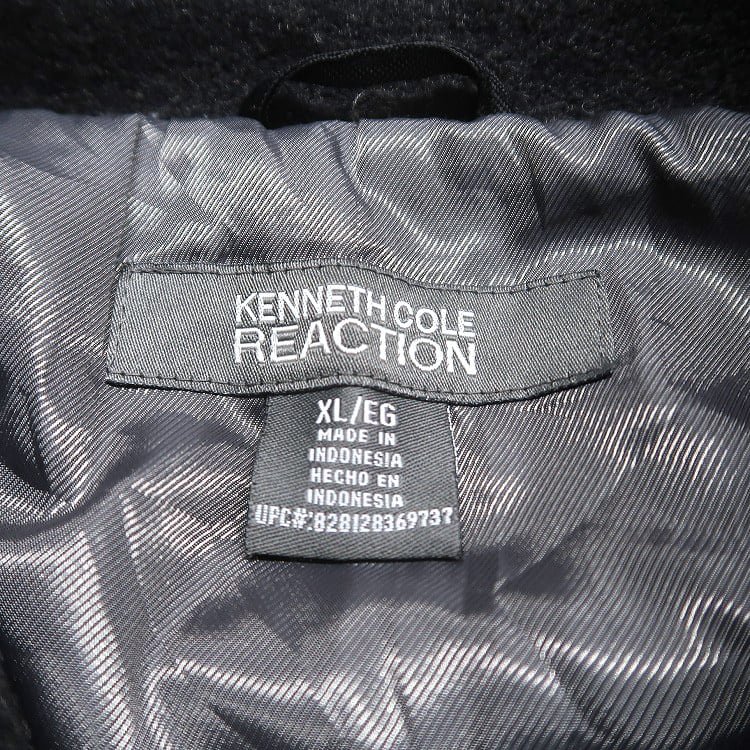 KENNETH COLE
REACTION
XL/EG
MADE IN
INDONESIA
HECHO EN
INDONESIA
UPC#:828128369737